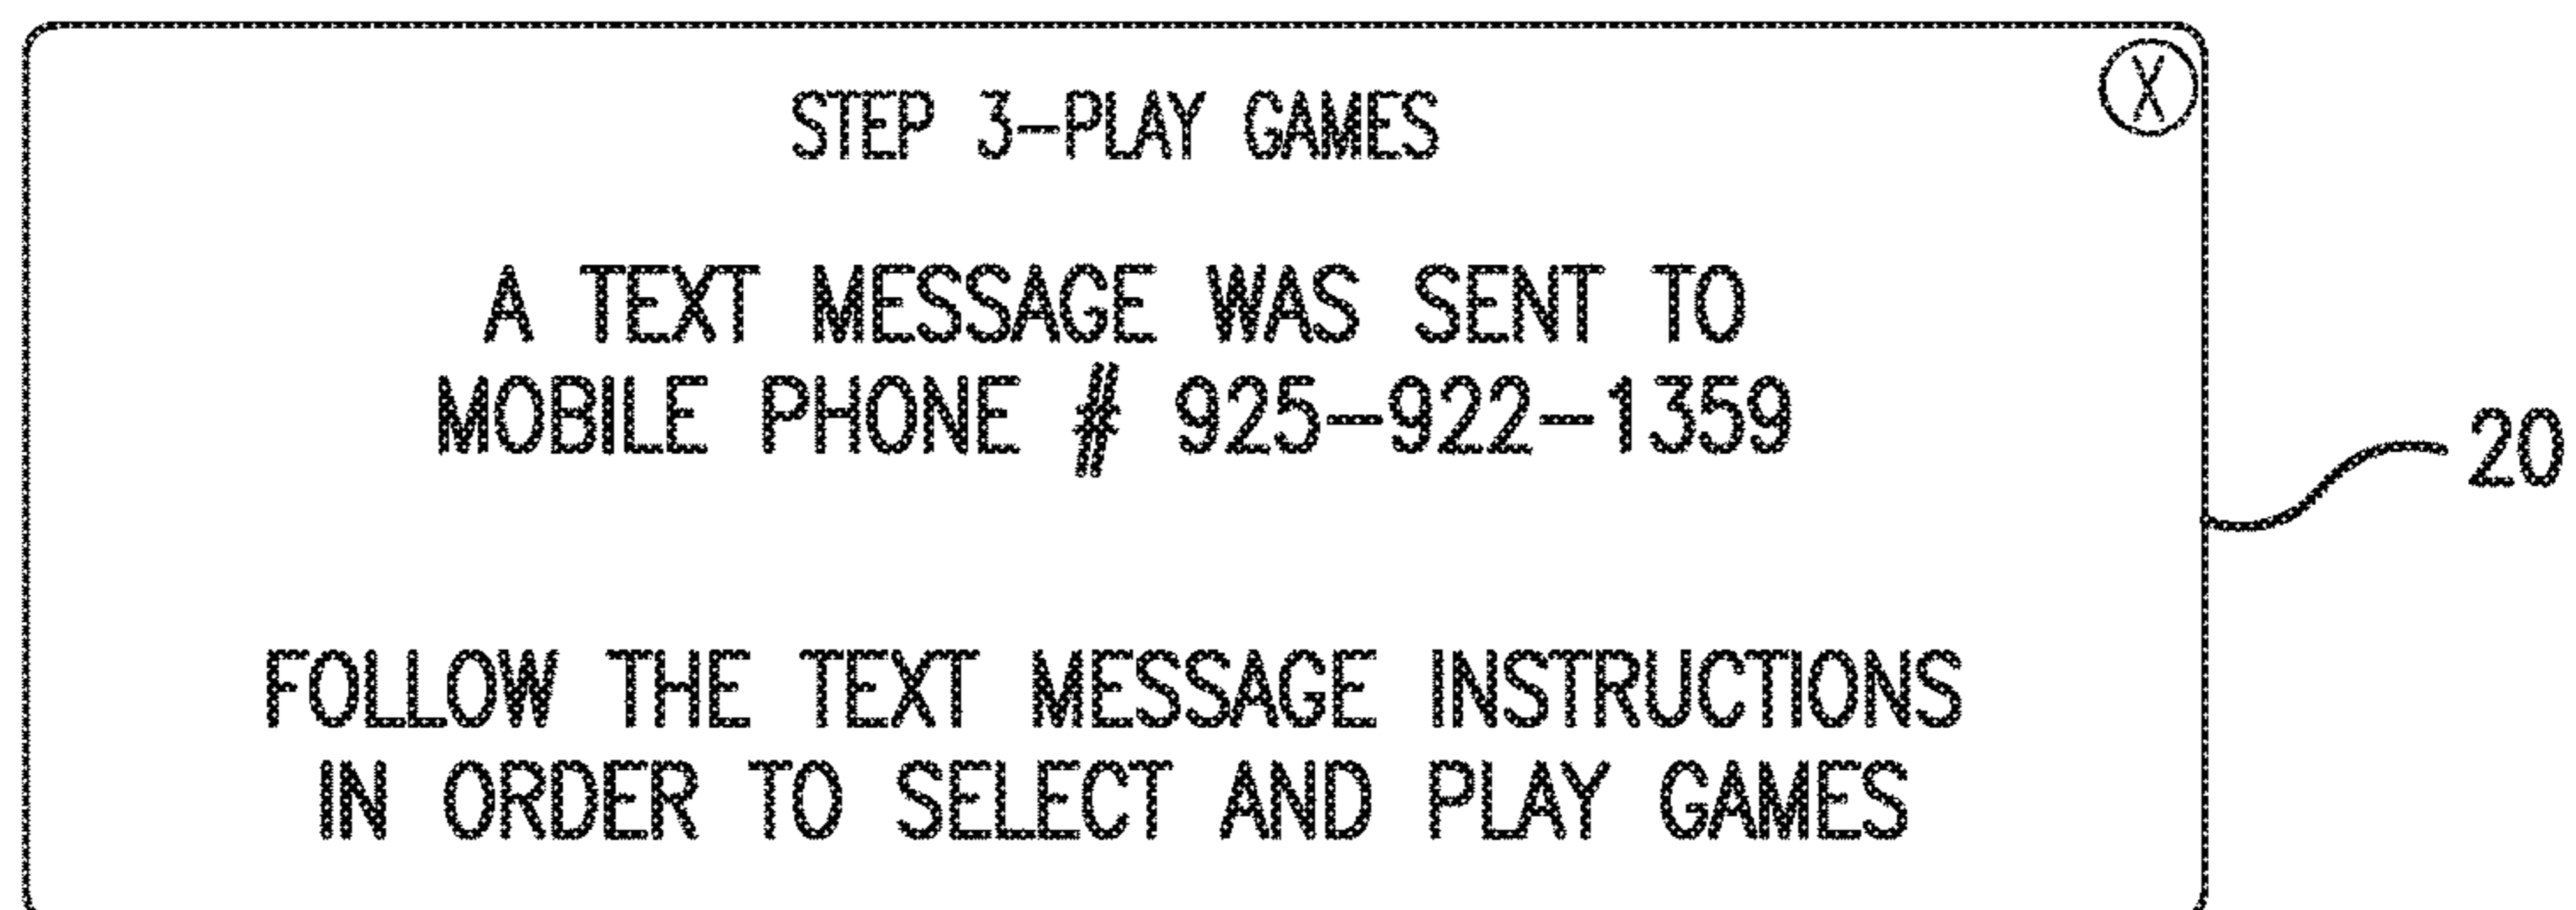 STEP 3-PLAY GAMES
X
A TEXT MESSAGE WAS SENT TO
MOBILE PHONE # 925-922-1359
20
FOLLOW THE TEXT MESSAGE INSTRUCTIONS
IN ORDER TO SELECT AND PLAY GAMES